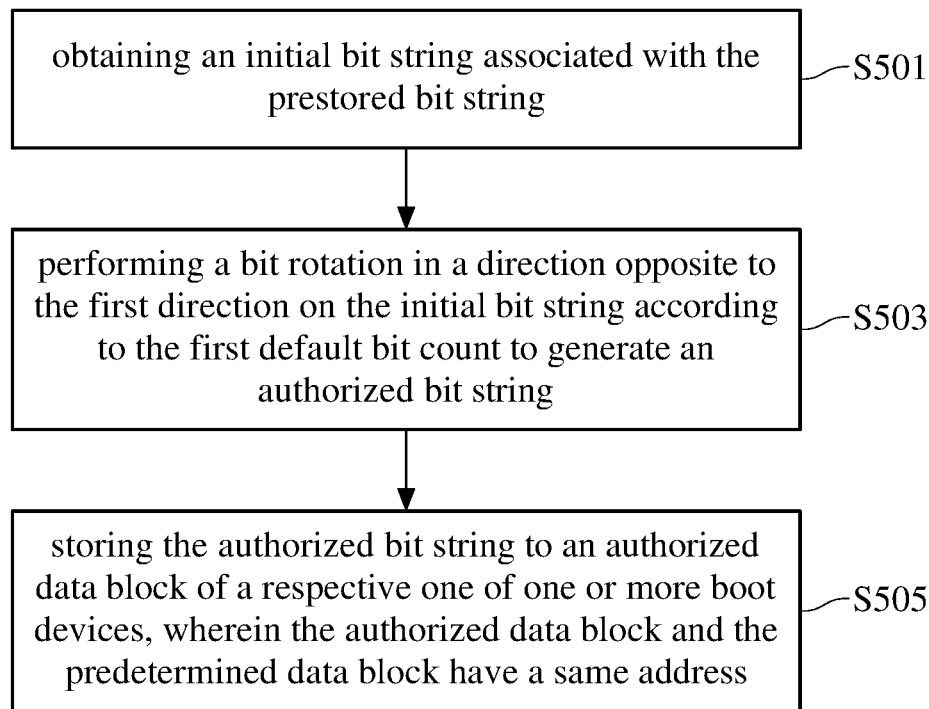 obtaining an initial bit string associated with the
prestored bit string
S501
performing a bit rotation in a direction opposite to
the first direction on the initial bit string according
to the first default bit count to generate an
authorized bit string
S503
storing the authorized bit string to an authorized
data block of a respective one of one or more boot
devices, wherein the authorized data block and the
predetermined data block have a same address
S505